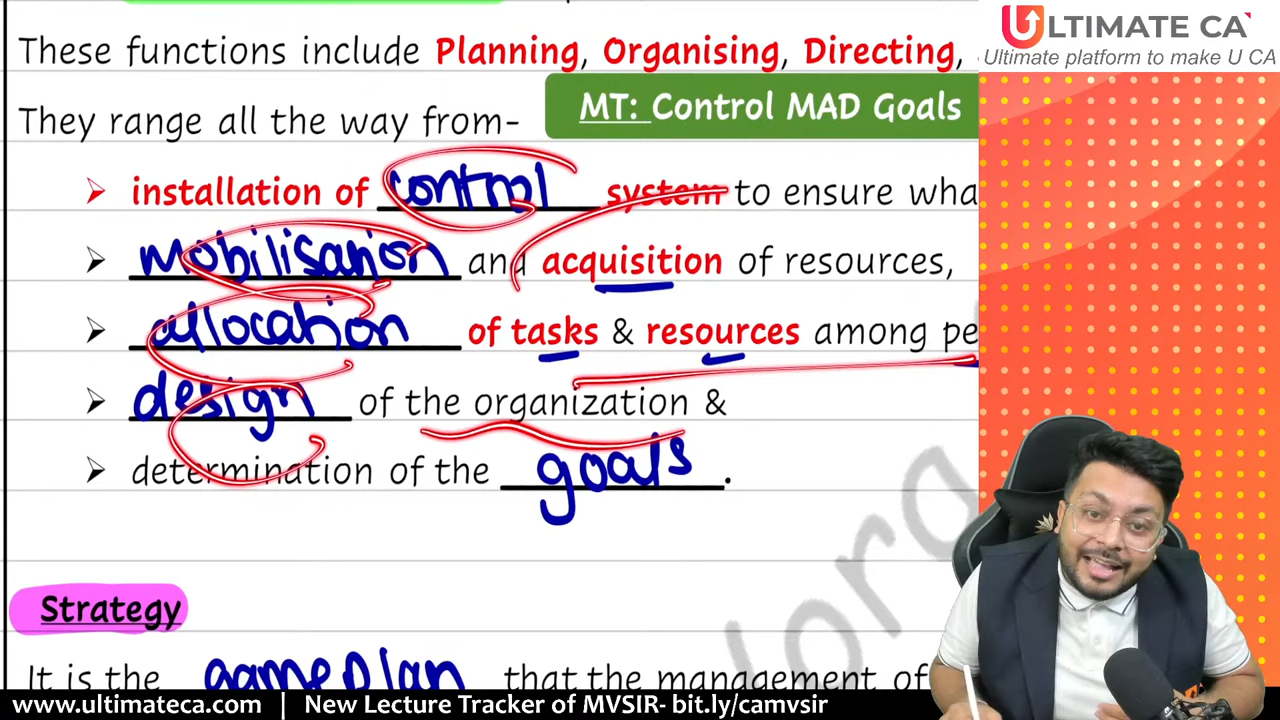 ULTIMATE CA
Ultimate platform to make U CA
These functions include Planning, Organising, Directing,
They range all the way from-
MT: Control MAD Goals
➢ installation of control system to ensure wha
➢ mobilisation and acquisition of resources,
➢ allocation of tasks & resources among pe
➢ design of the organization &
➢ determination of the goals.
Strategy
It is the gameplan that the management of
www.ultimateca.com | New Lecture Tracker of MVSIR- bit.ly/camvsir